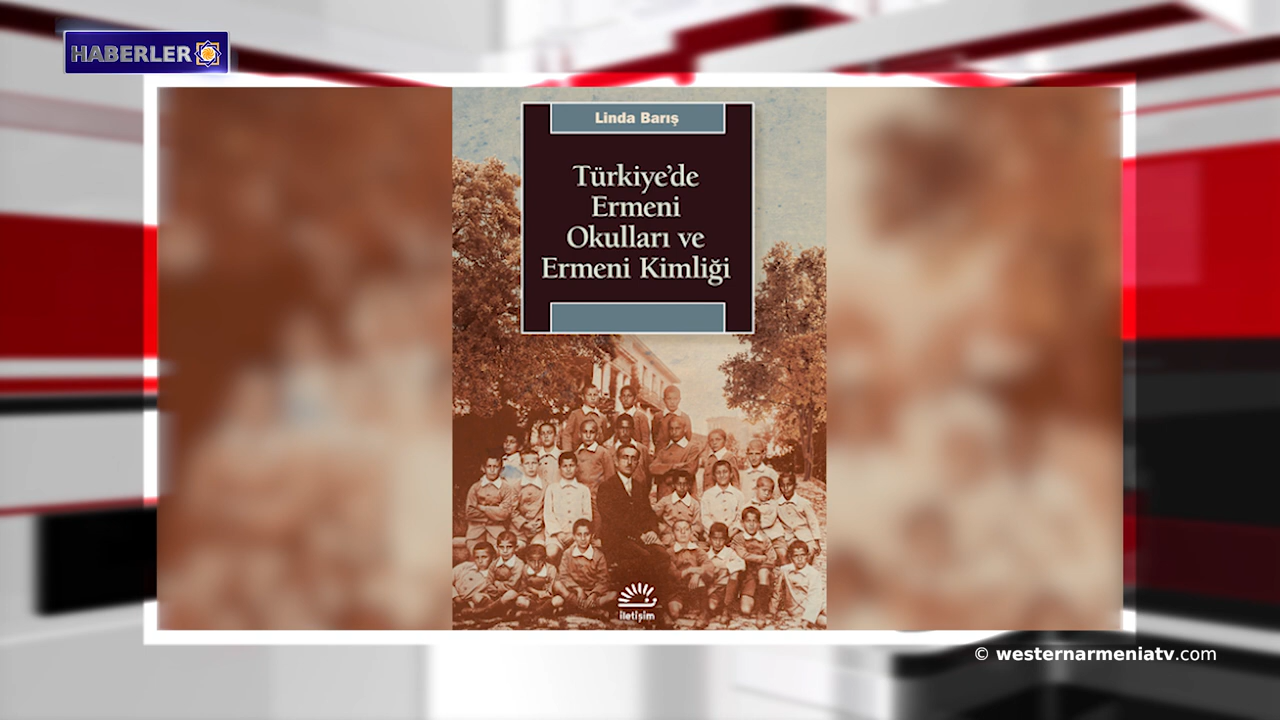 HABERLER
Linda Barış
Türkiye'de
Ermeni
Okulları ve
Ermeni Kimliği
iletişim
© westernarmeniatv.com